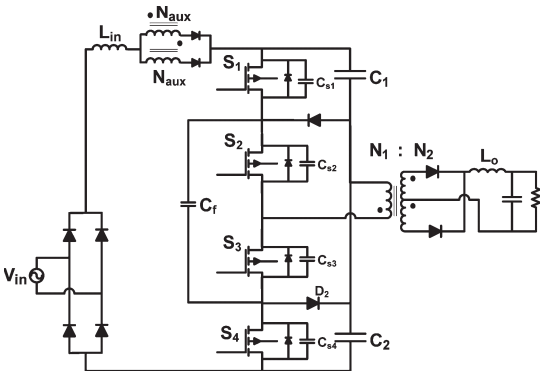 N_aux
L_in
N_aux
S_1
C_s1
C_1
S_2
C_s2
N_1 : N_2
L_o
C_f
S_3
C_s3
V_in
D_2
S_4
C_s4
C_2